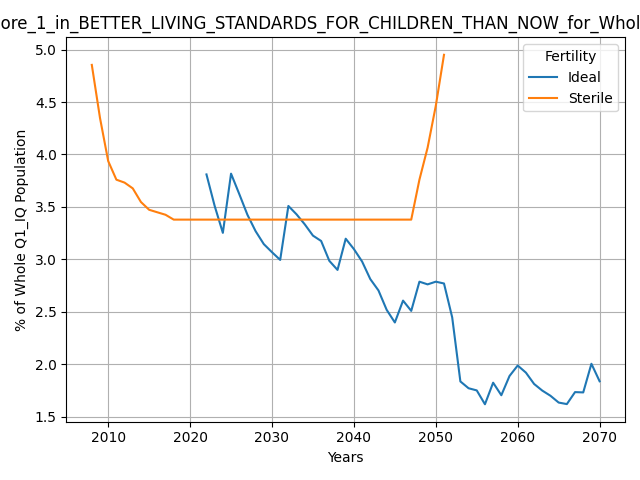 ore_1_in_BETTER_LIVING_STANDARDS_FOR_CHILDREN_THAN_NOW_for_Whol
Fertility
Ideal
Sterile
% of Whole Q1_IQ Population
5.0
4.5
4.0
3.5
3.0
2.5
2.0
1.5
2010 2020 2030 2040 2050 2060 2070
Years